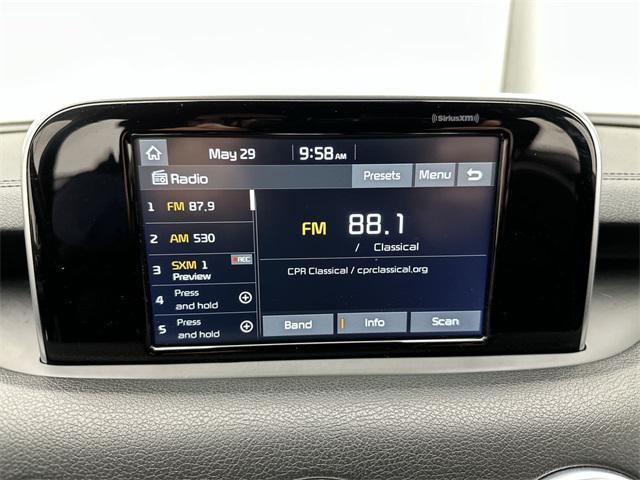 ((SiriusXM))
May 29 9:58 AM
Radio Presets Menu
1 FM 87.9
2 AM 530
3 SXM 1 REC
Preview
4 Press
and hold
5 Press
and hold
FM 88.1
/ Classical
CPR Classical / cprclassical.org
Band Info Scan